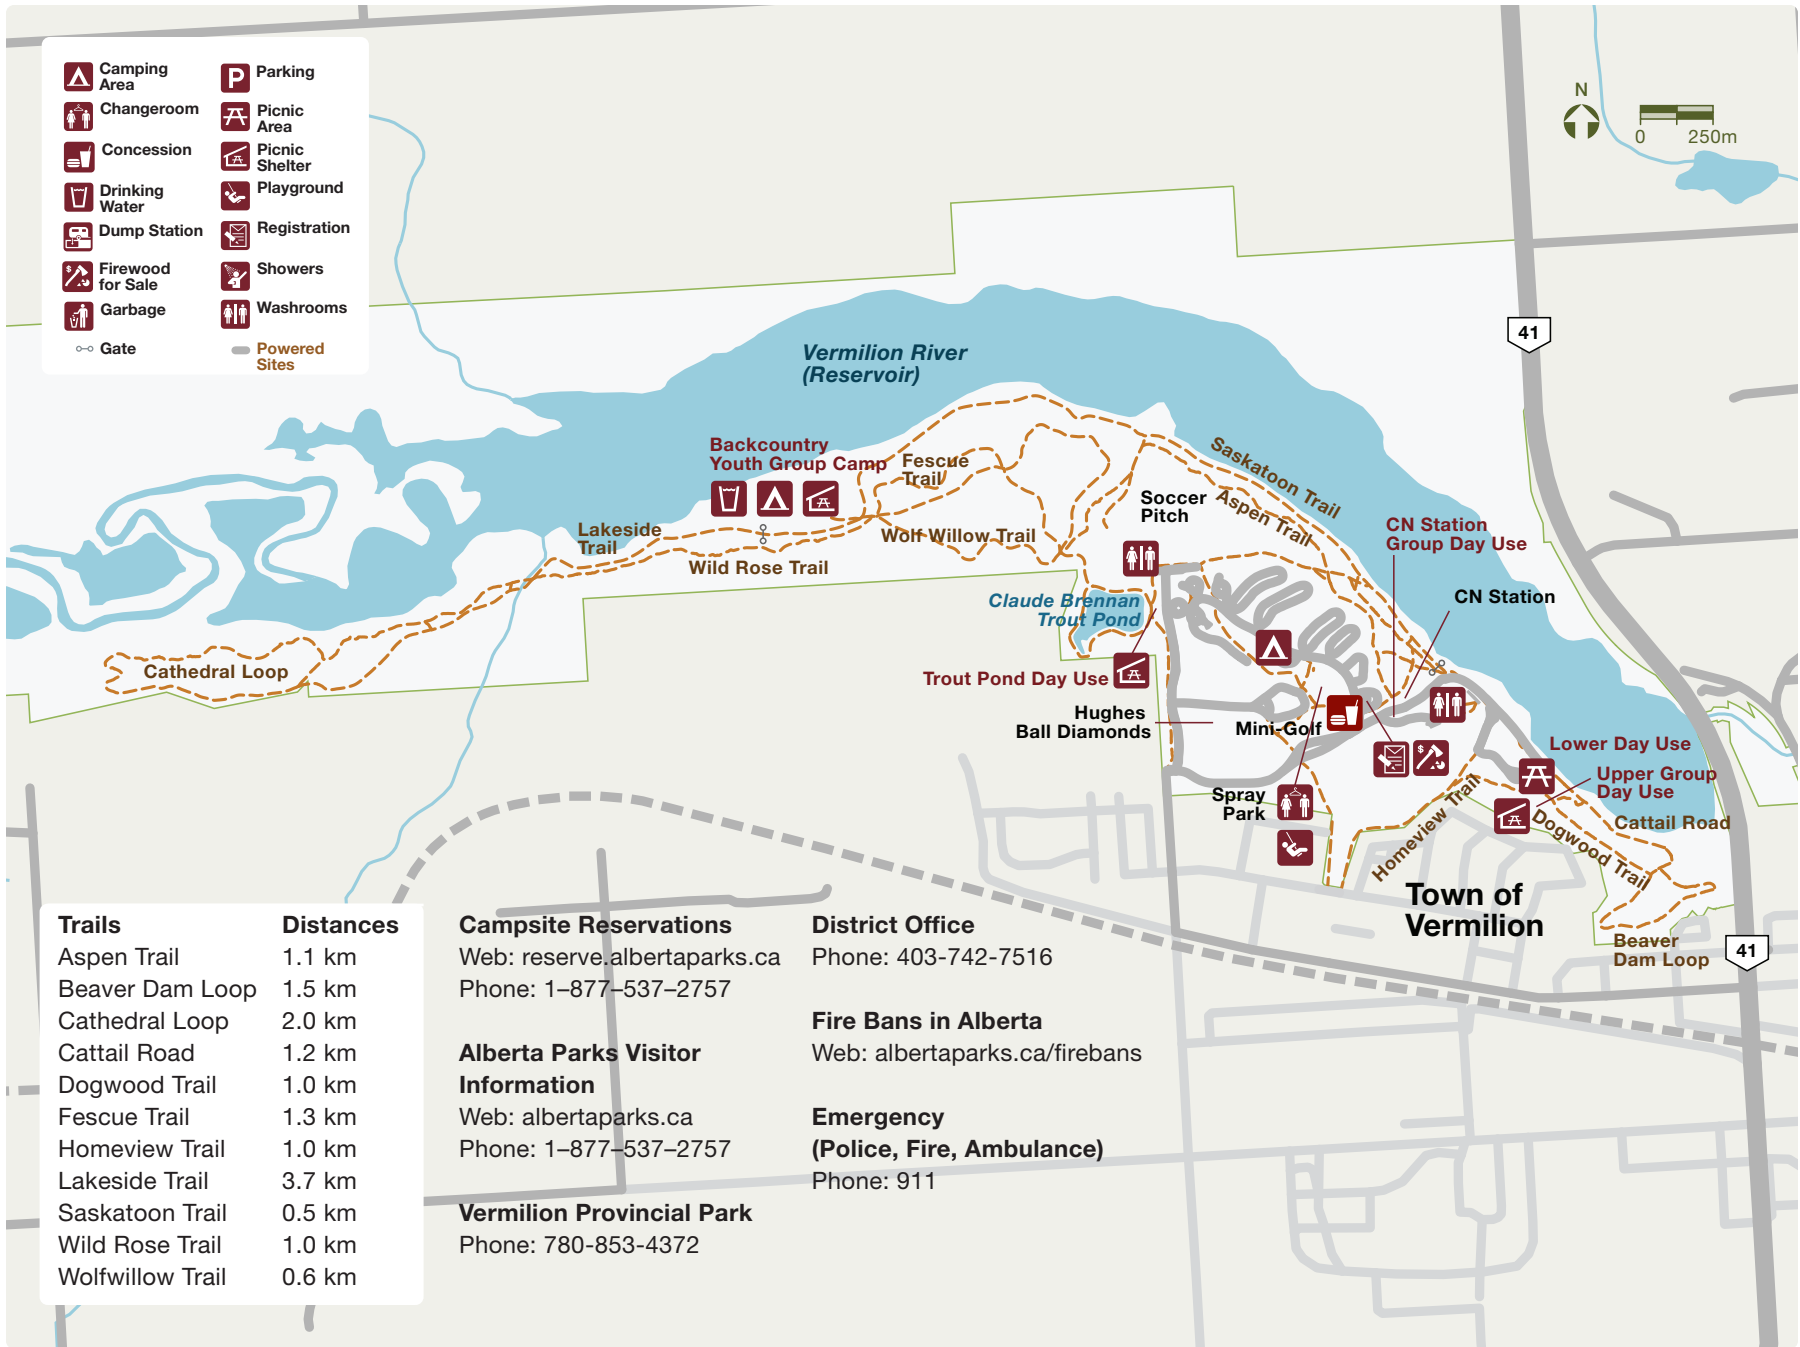 Camping
Area
Changeroom
Concession
Drinking
Water
Dump Station
Firewood
for Sale
Garbage
Gate
P
Parking
Picnic
Area
Picnic
Shelter
Playground
Registration
Showers
Washrooms
Powered
Sites
N
0 250m
41
Vermilion River
(Reservoir)
Backcountry
Youth Group Camp
Fescue
Trail
Saskatoon Trail
Aspen Trail
Soccer
Pitch
Lakeside
Trail
Wolf Willow Trail
Wild Rose Trail
CN Station
Group Day Use
CN Station
Claude Brennan
Trout Pond
Cathedral Loop
Trout Pond Day Use
Hughes
Ball Diamonds
Mini-Golf
Lower Day Use
Upper Group
Day Use
Spray
Park
$
Homeview Trail
Dogwood Trail
Cattail Road
Town of
Vermilion
Beaver
Dam Loop
41
Trails Distances
Aspen Trail 1.1 km
Beaver Dam Loop 1.5 km
Cathedral Loop 2.0 km
Cattail Road 1.2 km
Dogwood Trail 1.0 km
Fescue Trail 1.3 km
Homeview Trail 1.0 km
Lakeside Trail 3.7 km
Saskatoon Trail 0.5 km
Wild Rose Trail 1.0 km
Wolfwillow Trail 0.6 km
Campsite Reservations
Web: reserve.albertaparks.ca
Phone: 1–877–537–2757
Alberta Parks Visitor
Information
Web: albertaparks.ca
Phone: 1–877–537–2757
Vermilion Provincial Park
Phone: 780-853-4372
District Office
Phone: 403-742-7516
Fire Bans in Alberta
Web: albertaparks.ca/firebans
Emergency
(Police, Fire, Ambulance)
Phone: 911